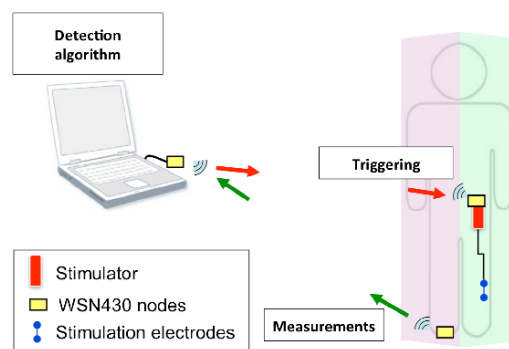 Detection
algorithm
Triggering
Stimulator
WSN430 nodes
Stimulation electrodes
Measurements